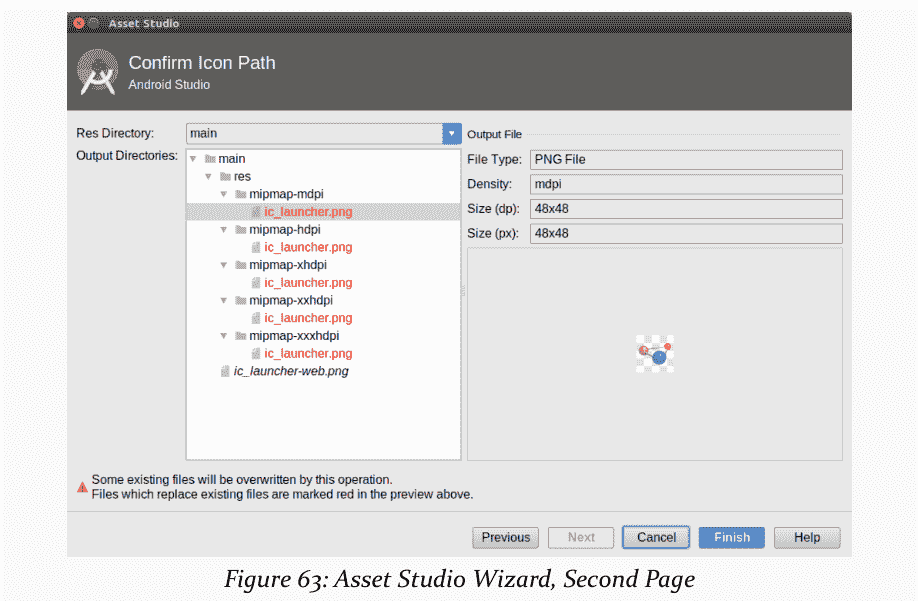 Asset Studio
Confirm Icon Path
Android Studio
Res Directory:
main
Output Directories:
main
res
mipmap-mdpi
ic_launcher.png
mipmap-hdpi
ic_launcher.png
mipmap-xhdpi
ic_launcher.png
mipmap-xxhdpi
ic_launcher.png
mipmap-xxxhdpi
ic_launcher.png
ic_launcher-web.png
Output File
File Type: PNG File
Density: mdpi
Size (dp): 48x48
Size (px): 48x48
Some existing files will be overwritten by this operation.
Files which replace existing files are marked red in the preview above.
Previous Next Cancel Finish Help
Figure 63: Asset Studio Wizard, Second Page